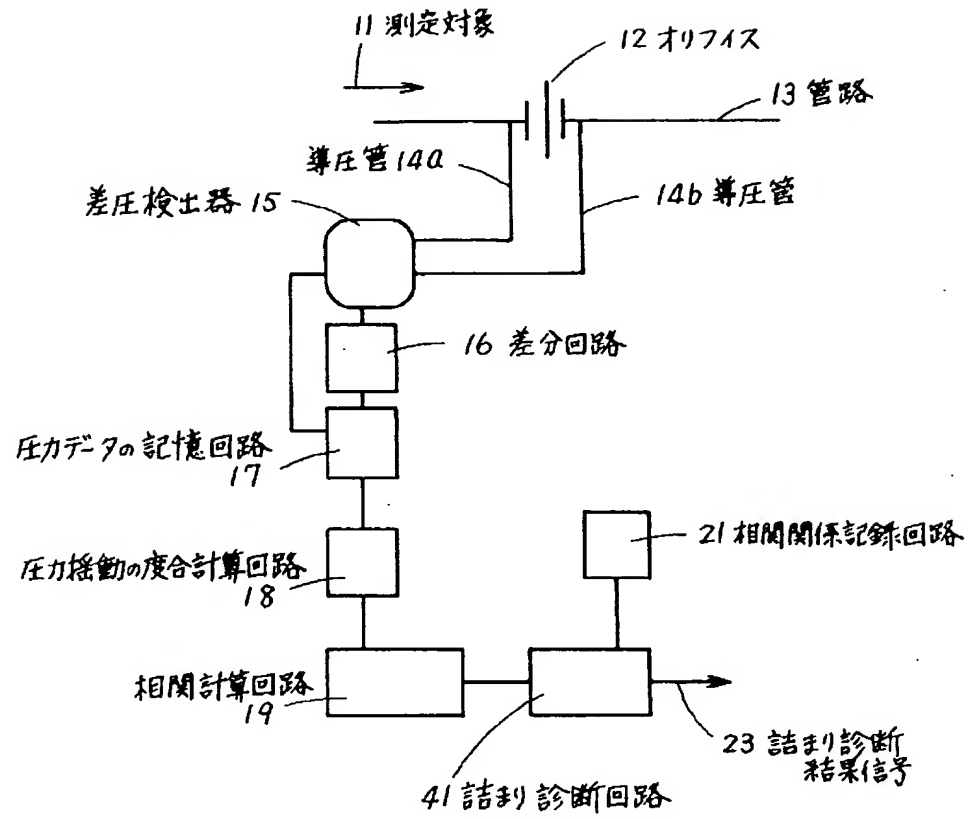 11 測定対象
12 オリフィス
13 管路
導圧管 14a
14b 導圧管
差圧検出器 15
16 差分回路
圧力データの記憶回路
17
21 相関関係記録回路
圧力揺動の度合計算回路
18
相関計算回路
19
23 詰まり診断
結果信号
41 詰まり診断回路